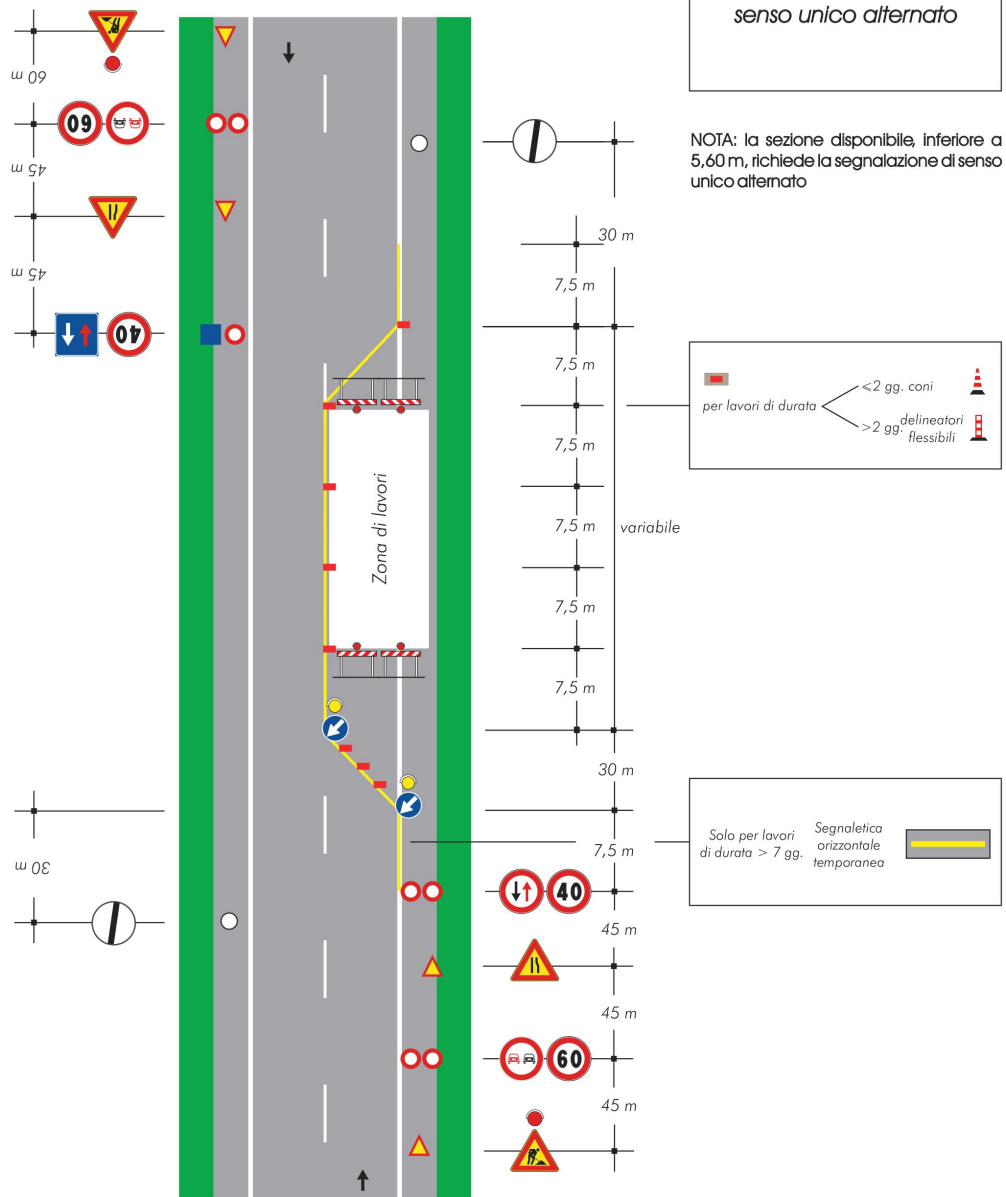 senso unico alternato
NOTA: la sezione disponibile, inferiore a
5,60 m, richiede la segnalazione di senso
unico alternato
60 m
60
45 m
45 m
40
30 m
7,5 m
7,5 m
7,5 m
7,5 m
7,5 m
7,5 m
variabile
30 m
7,5 m
per lavori di durata
≤2 gg. coni
>2 gg. delineatori
flessibili
Zona di lavori
Solo per lavori
di durata > 7 gg.
Segnaletica
orizzontale
temporanea
30 m
40
45 m
45 m
60
45 m